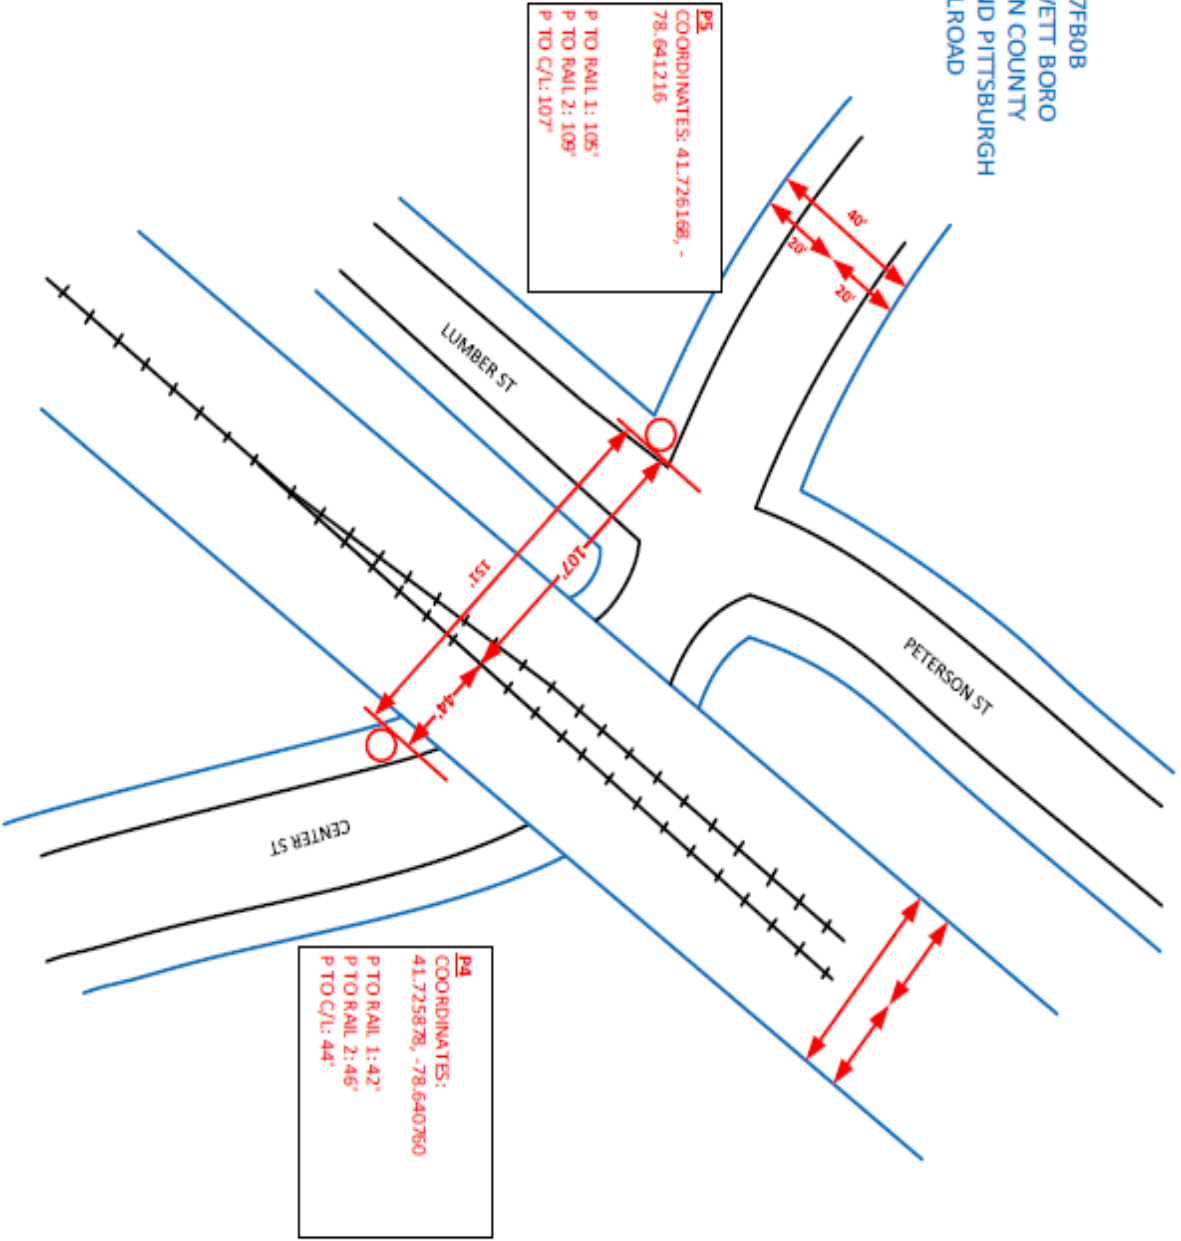 7FB0B
VETT BORO
N COUNTY
ND PITTSBURGH
LROAD
P5
COORDINATES: 41.726168, -
78.641216
P TO RAIL 1: 105'
P TO RAIL 2: 109'
P TO C/L: 107'
40'
20'
20'
LUMBER ST
PETERSON ST
107'
151'
44'
CENTER ST
P4
COORDINATES:
41.725878, -78.640760
P TO RAIL 1: 42'
P TO RAIL 2: 46'
P TO C/L: 44'